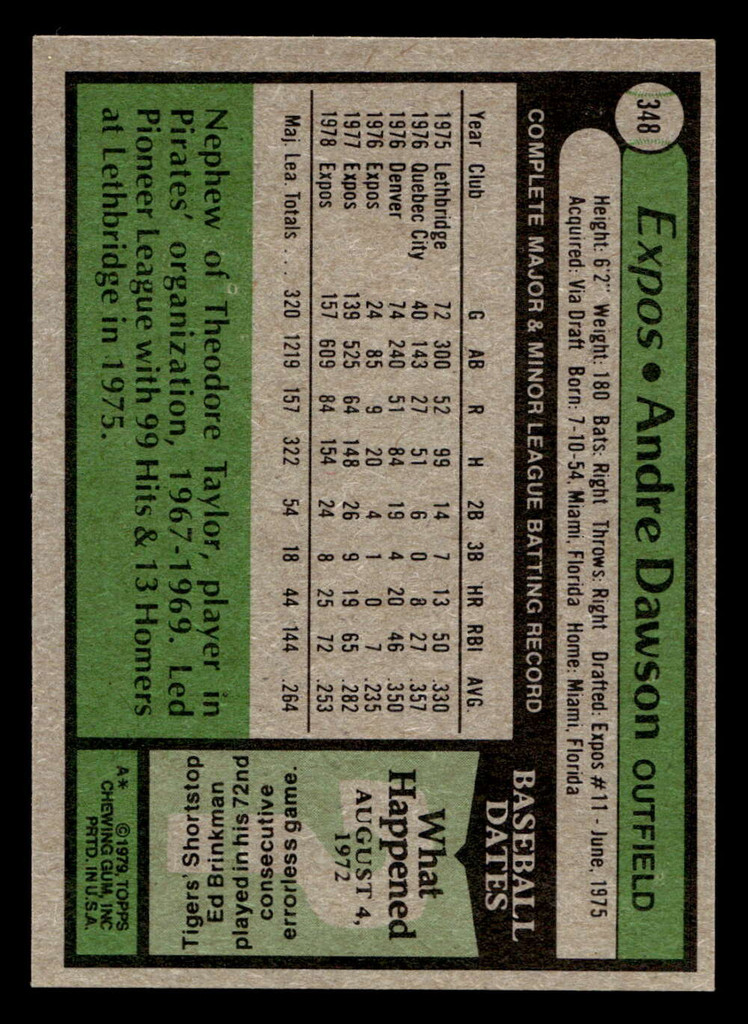 348
Expos • Andre Dawson OUTFIELD
Height: 6'2" Weight: 180 Bats: Right Throws: Right Drafted: Expos #11 - June, 1975
Acquired: Via Draft Born: 7-10-54, Miami, Florida Home: Miami, Florida
COMPLETE MAJOR & MINOR LEAGUE BATTING RECORD
Year Club G AB R H 2B 3B HR RBI AVG.
1975 Lethbridge 72 300 52 99 14 7 13 50 .330
1976 Quebec City 40 143 27 51 6 0 8 27 .357
1976 Denver 74 240 51 84 19 4 20 46 .350
1976 Expos 24 85 9 20 4 1 0 7 .235
1977 Expos 139 525 64 148 26 9 19 65 .282
1978 Expos 157 609 84 154 24 8 25 72 .253
Maj. Lea. Totals . . . 320 1219 157 322 54 18 44 144 .264
Nephew of Theodore Taylor, player in
Pirates' organization, 1967-1969. Led
Pioneer League with 99 Hits & 13 Homers
at Lethbridge in 1975.
BASEBALL
DATES
What
Happened
AUGUST 4,
1972
Tigers' Shortstop
Ed Brinkman
played in his 72nd
consecutive
errorless game.
A* © 1979, TOPPS
CHEWING GUM, INC
PRTD. IN U.S.A.